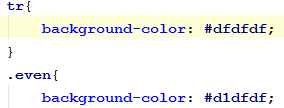 tr{
background-color: #dfdfdf;
}
.even{
background-color: #d1dfdf;